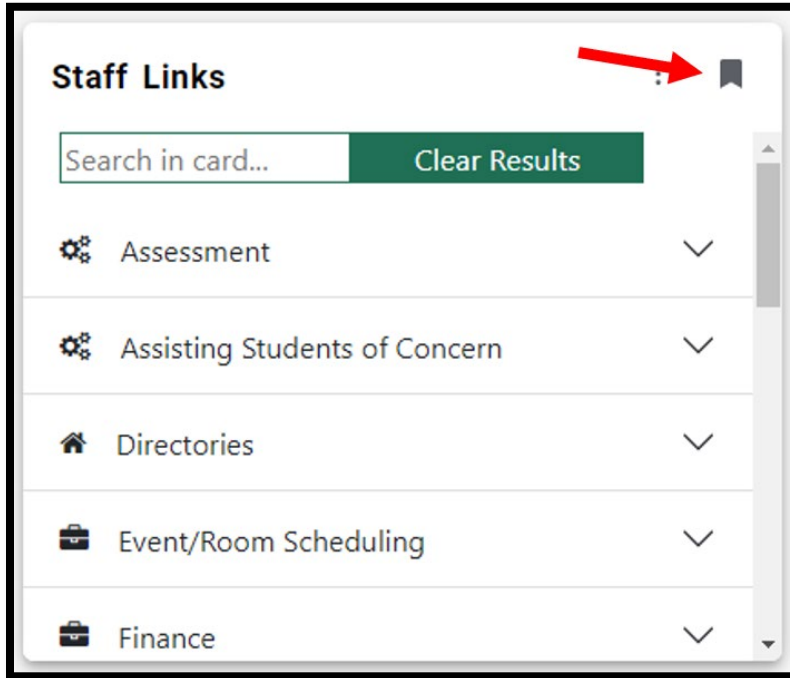 Staff Links
Search in card...
Clear Results
Assessment
Assisting Students of Concern
Directories
Event/Room Scheduling
Finance